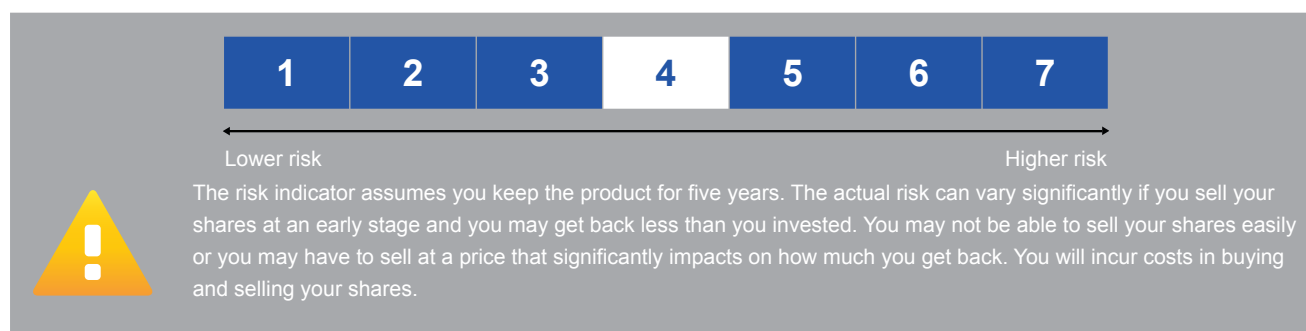 1 2 3 4 5 6 7
Lower risk Higher risk
The risk indicator assumes you keep the product for five years. The actual risk can vary significantly if you sell your
shares at an early stage and you may get back less than you invested. You may not be able to sell your shares easily
or you may have to sell at a price that significantly impacts on how much you get back. You will incur costs in buying
and selling your shares.